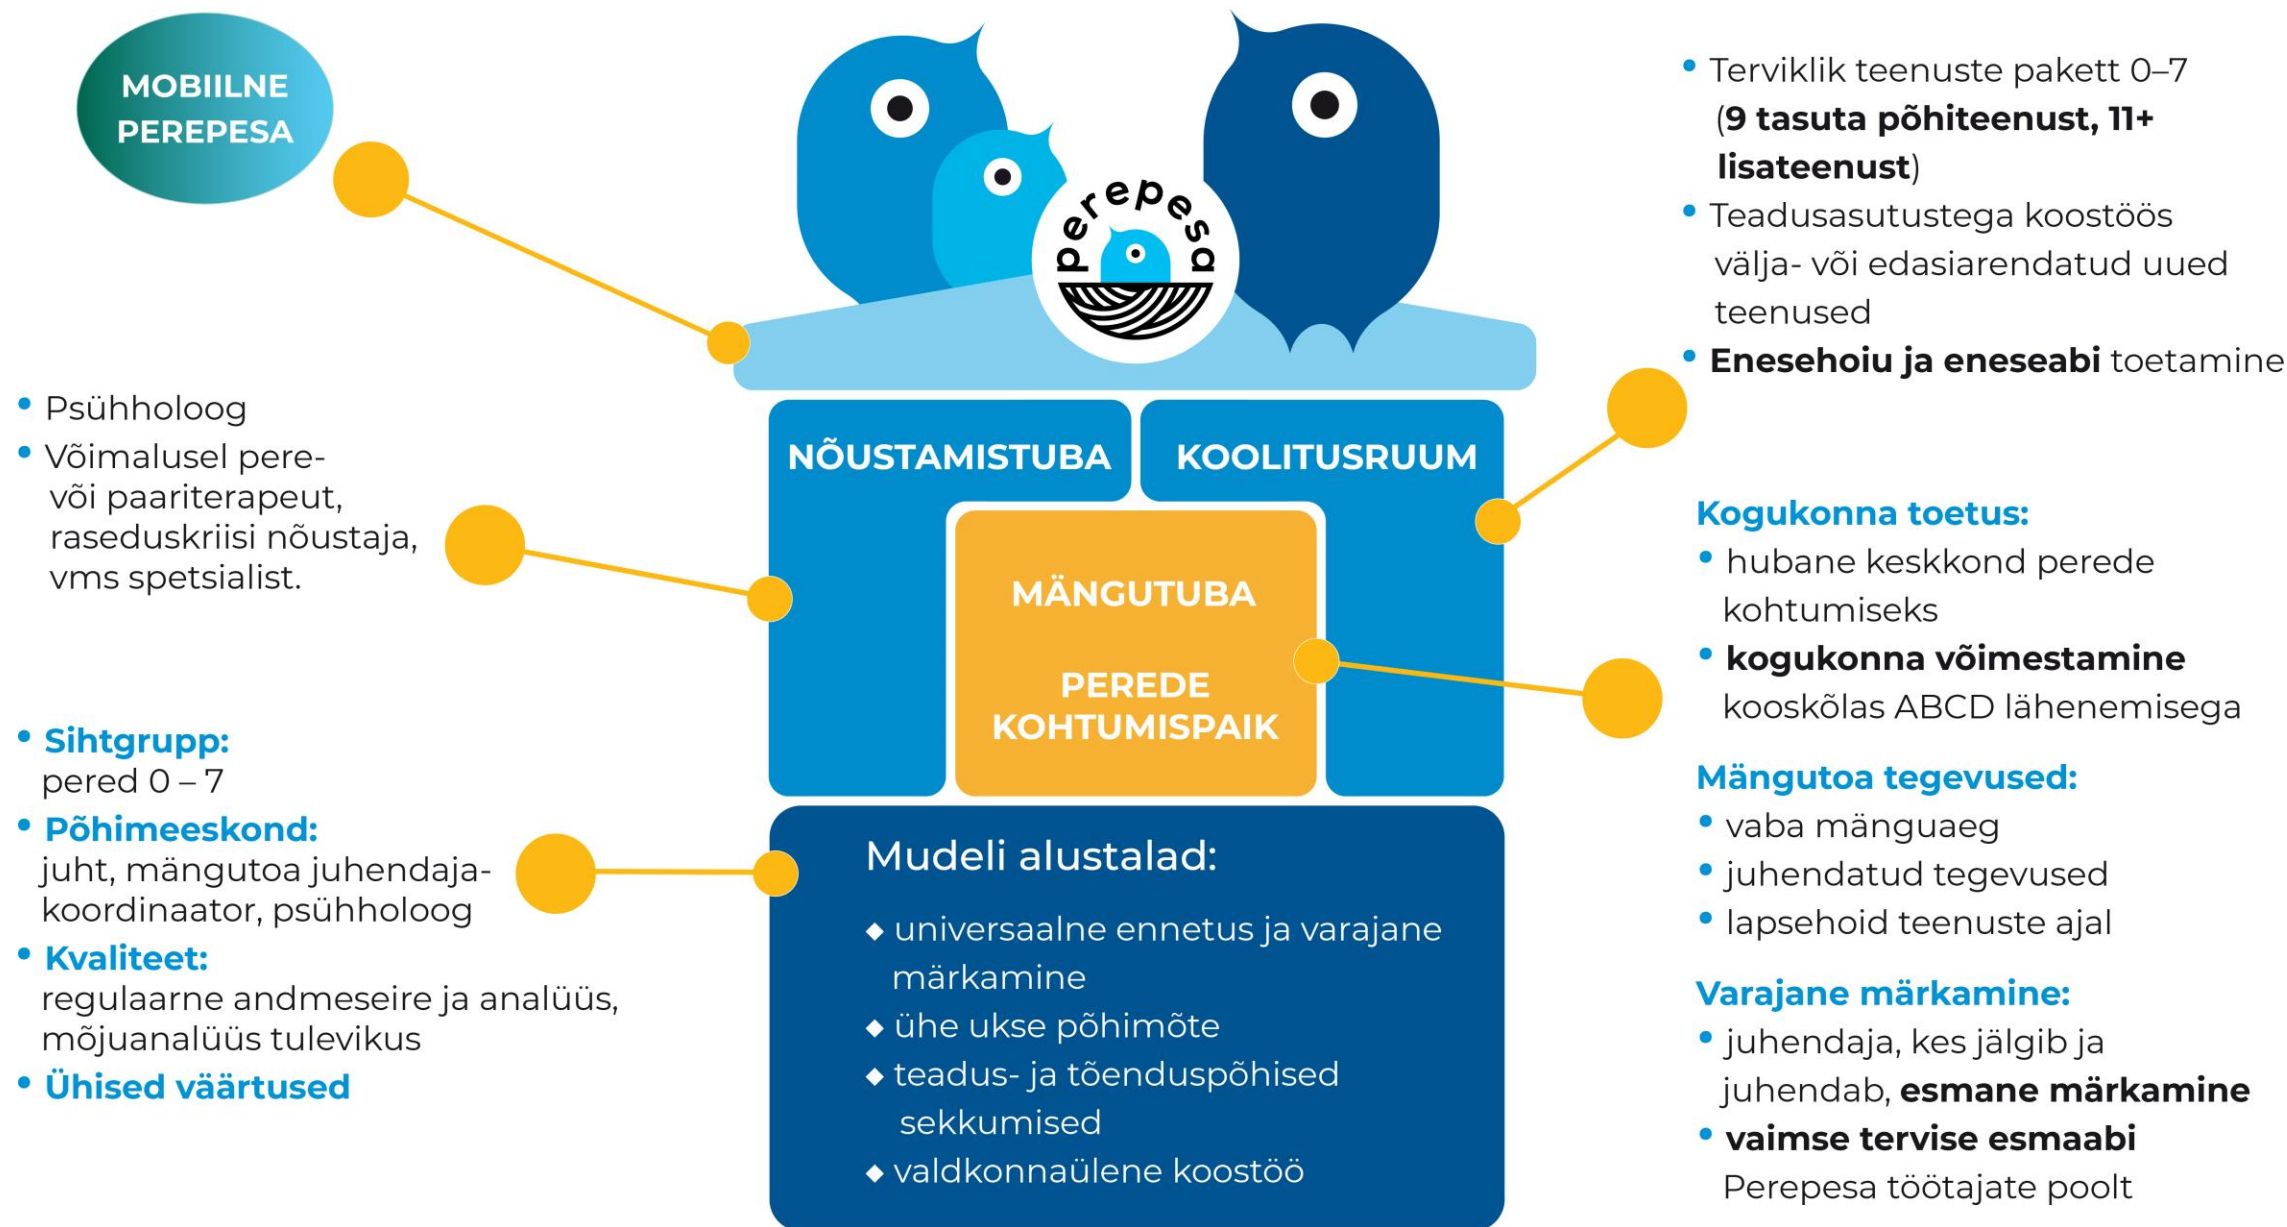 MOBIILNE
PEREPESA
perepesa
• Terviklik teenuste pakett 0–7
(9 tasuta põhiteenust, 11+
lisateenust)
• Teadusasutustega koostöös
välja- või edasiarendatud uued
teenused
• Enesehoiu ja eneseabi toetamine
• Psühholoog
• Võimalusel pere-
või paariterapeut,
raseduskriisi nõustaja,
vms spetsialist.
NÕUSTAMISTUBA
KOOLITUSRUUM
MÄNGUTUBA
PEREDE
KOHTUMISPAIK
Kogukonna toetus:
• hubane keskkond perede
kohtumiseks
• kogukonna võimestamine
kooskõlas ABCD lähenemisega
Mängutoa tegevused:
• vaba mänguaeg
• juhendatud tegevused
• lapsehoid teenuste ajal
Varajane märkamine:
• juhendaja, kes jälgib ja
juhendab, esmane märkamine
• vaimse tervise esmaabi
Perepesa töötajate poolt
• Sihtgrupp:
pered 0 – 7
• Põhimeeskond:
juht, mängutoa juhendaja-
koordinaator, psühholoog
• Kvaliteet:
regulaarne andmeseire ja analüüs,
mõjuanalüüs tulevikus
• Ühised väärtused
Mudeli alustalad:
◆ universaalne ennetus ja varajane
märkamine
◆ ühe ukse põhimõte
◆ teadus- ja tõenduspõhised
sekkumised
◆ valdkonnaülene koostöö